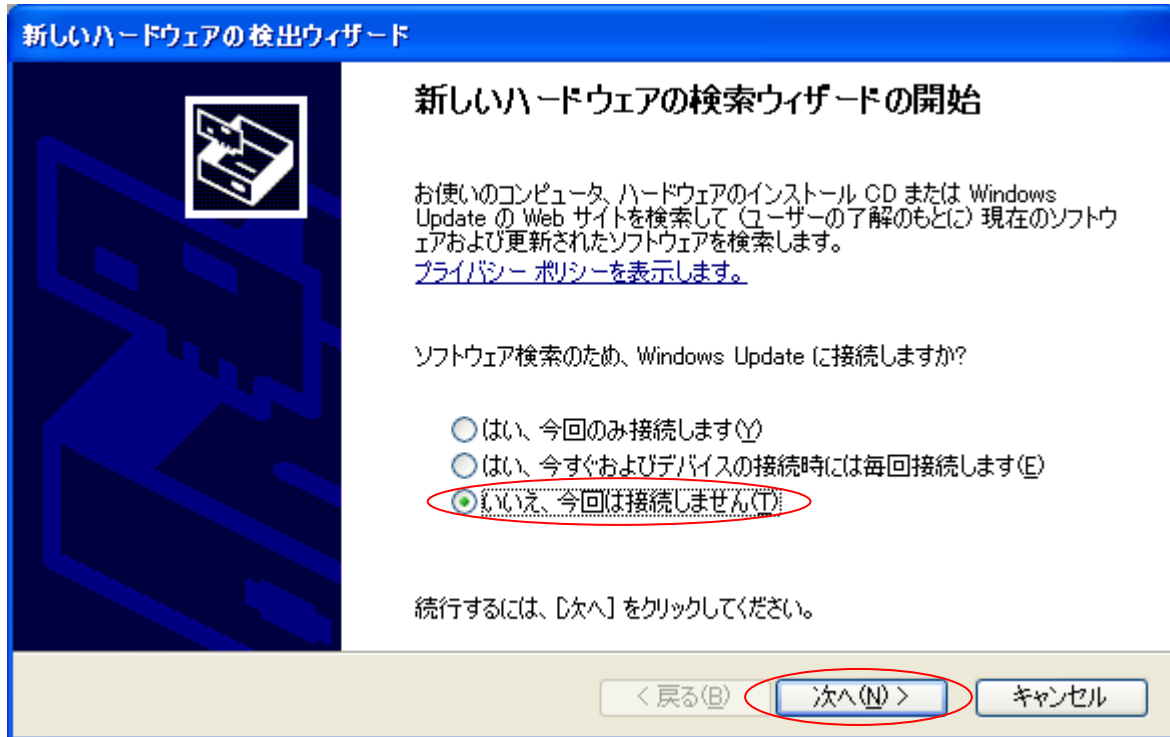 新しいハードウェアの検出ウィザード
新しいハードウェアの検索ウィザードの開始
お使いのコンピュータ、ハードウェアのインストール CD または Windows
Update の Web サイトを検索して (ユーザーの了解のもとに) 現在のソフトウ
ェアおよび更新されたソフトウェアを検索します。
プライバシー ポリシーを表示します。
ソフトウェア検索のため、Windows Update に接続しますか?
はい、今回のみ接続します(Y)
はい、今すぐおよびデバイスの接続時には毎回接続します(E)
いいえ、今回は接続しません(T)
続行するには、[次へ] をクリックしてください。
< 戻る(B) 次へ(N) > キャンセル